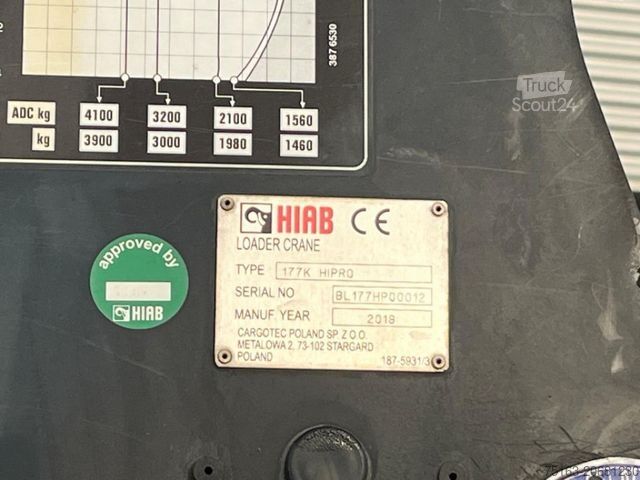 387 6530
Truck
Scout24
ADC kg 4100 3200 2100 1560
kg 3900 3000 1980 1460
HIAB CE
LOADER CRANE
TYPE 177K HIPRO
SERIAL NO BL177HP00012
MANUF. YEAR 2018
CARGOTEC POLAND SP. Z O.O.
METALOWA 2, 73-102 STARGARD
POLAND 187-5931/3
approved by
HIAB